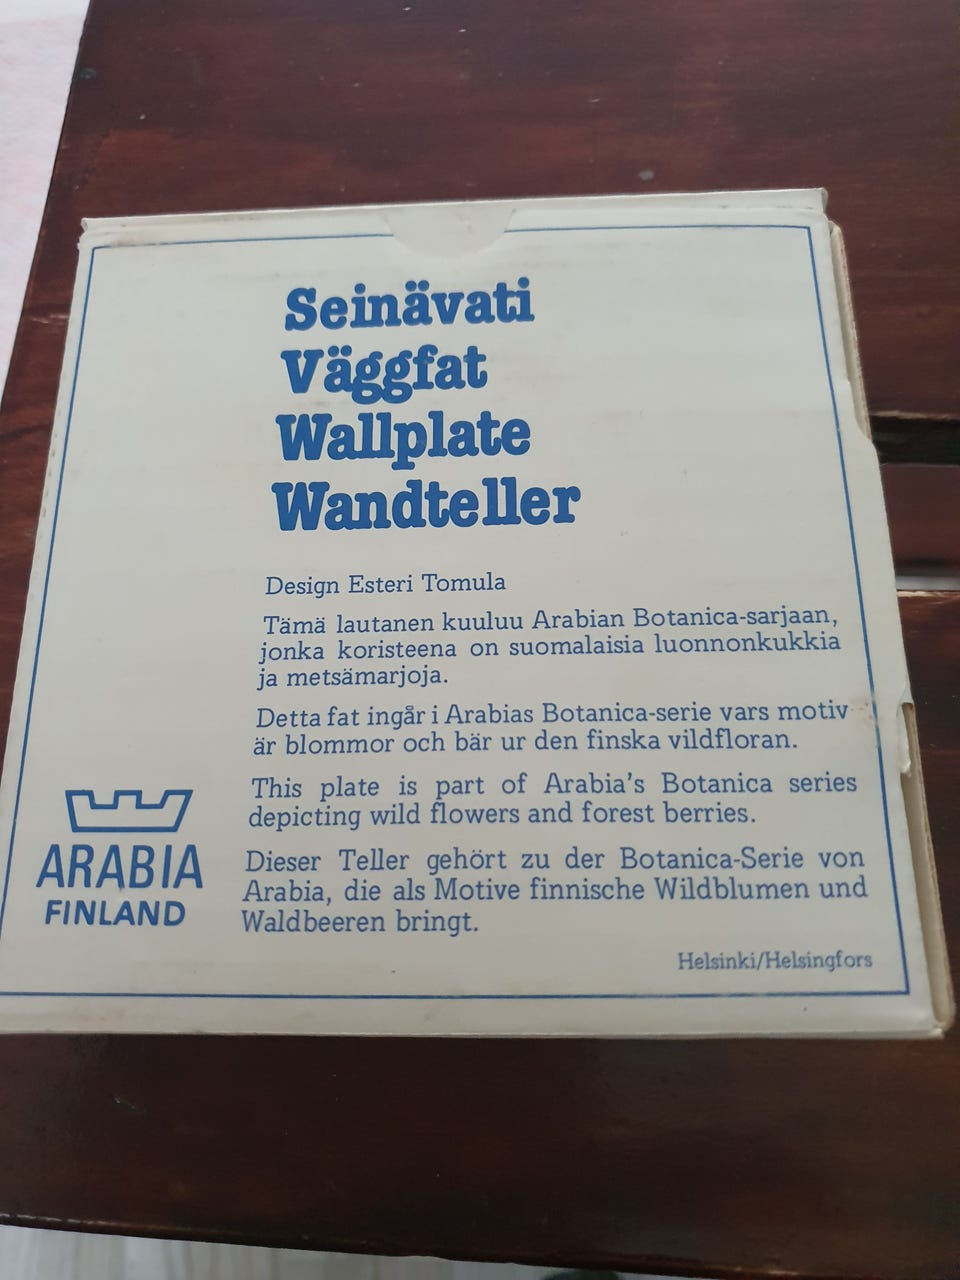 Seinävati
Väggfat
Wallplate
Wandteller
Design Esteri Tomula
Tämä lautanen kuuluu Arabian Botanica-sarjaan,
jonka koristeena on suomalaisia luonnonkukkia
ja metsämarjoja.
Detta fat ingår i Arabias Botanica-serie vars motiv
är blommor och bär ur den finska vildfloran.
This plate is part of Arabia's Botanica series
depicting wild flowers and forest berries.
Dieser Teller gehört zu der Botanica-Serie von
Arabia, die als Motive finnische Wildblumen und
Waldbeeren bringt.
ARABIA
FINLAND
Helsinki/Helsingfors